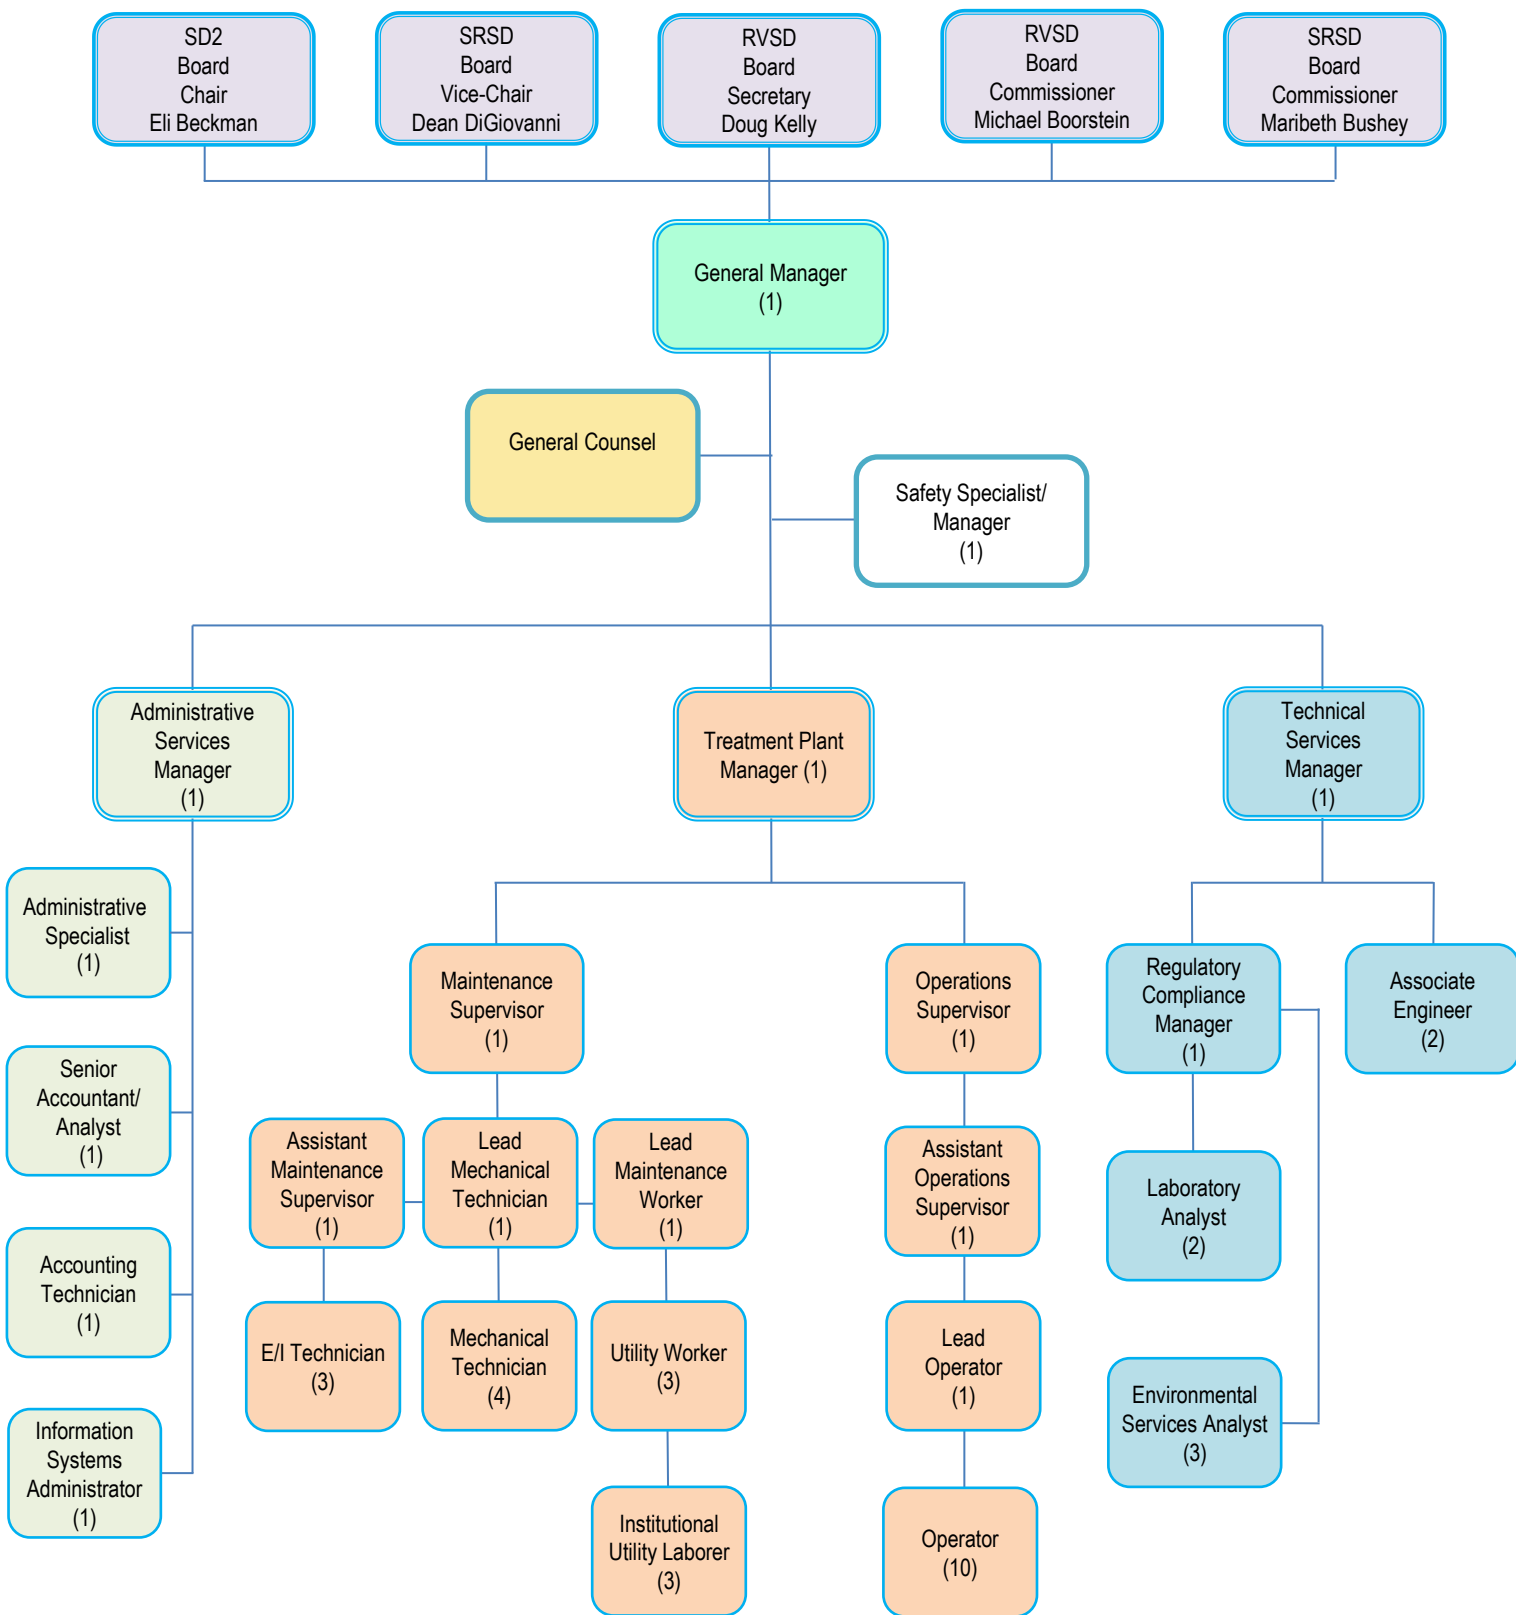 SD2
Board
Chair
Eli Beckman
SRSD
Board
Vice-Chair
Dean DiGiovanni
RVSD
Board
Secretary
Doug Kelly
RVSD
Board
Commissioner
Michael Boorstein
SRSD
Board
Commissioner
Maribeth Bushey
General Manager
(1)
General Counsel
Safety Specialist/
Manager
(1)
Administrative
Services
Manager
(1)
Treatment Plant
Manager (1)
Technical
Services
Manager
(1)
Administrative
Specialist
(1)
Senior
Accountant/
Analyst
(1)
Accounting
Technician
(1)
Information
Systems
Administrator
(1)
Maintenance
Supervisor
(1)
Assistant
Maintenance
Supervisor
(1)
Lead
Mechanical
Technician
(1)
Lead
Maintenance
Worker
(1)
E/I Technician
(3)
Mechanical
Technician
(4)
Utility Worker
(3)
Institutional
Utility Laborer
(3)
Operations
Supervisor
(1)
Assistant
Operations
Supervisor
(1)
Lead
Operator
(1)
Operator
(10)
Regulatory
Compliance
Manager
(1)
Associate
Engineer
(2)
Laboratory
Analyst
(2)
Environmental
Services Analyst
(3)